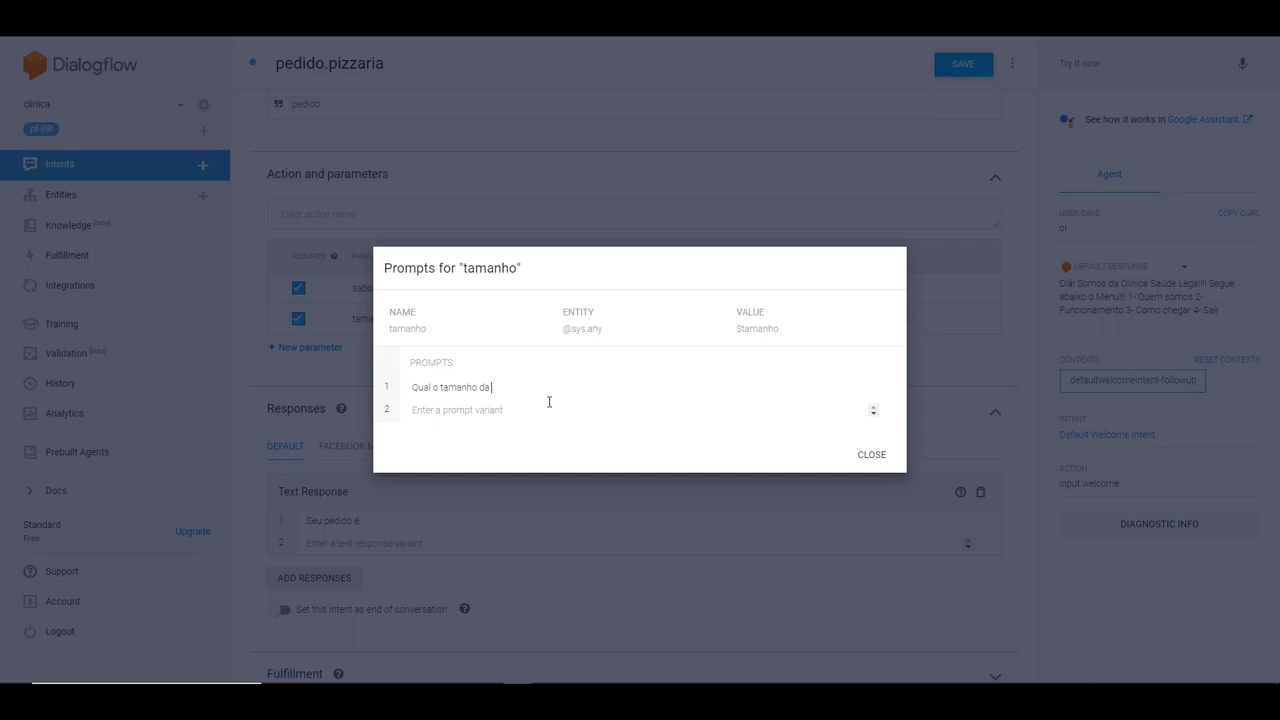 Dialogflow
clinica
pt-BR
Intents
Entities
Knowledge [beta]
Fulfillment
Integrations
Training
Validation [beta]
History
Analytics
Prebuilt Agents
Docs
Standard
Free
Upgrade
Support
Account
Logout
pedido.pizzaria
SAVE
pedido
Action and parameters
Enter action name
REQUIRED
+ New parameter
Prompts for "tamanho"
NAME ENTITY VALUE
tamanho @sys.any $tamanho
PROMPTS
1 Qual o tamanho da
2 Enter a prompt variant
CLOSE
Responses
DEFAULT FACEBOOK
Text Response
1 Seu pedido é:
2 Enter a text response variant
ADD RESPONSES
Set this intent as end of conversation
Fulfillment
Try it now
See how it works in Google Assistant.
Agent
USER SAYS COPY CURL
oi
DEFAULT RESPONSE
Olá! Somos da Clínica Saúde Legal!!! Segue
abaixo o Menu!!! 1- Quem somos 2-
Funcionamento 3- Como chegar 4- Sair
CONTEXTS RESET CONTEXTS
defaultwelcomeintent-followup
INTENT
Default Welcome Intent
ACTION
input.welcome
DIAGNOSTIC INFO